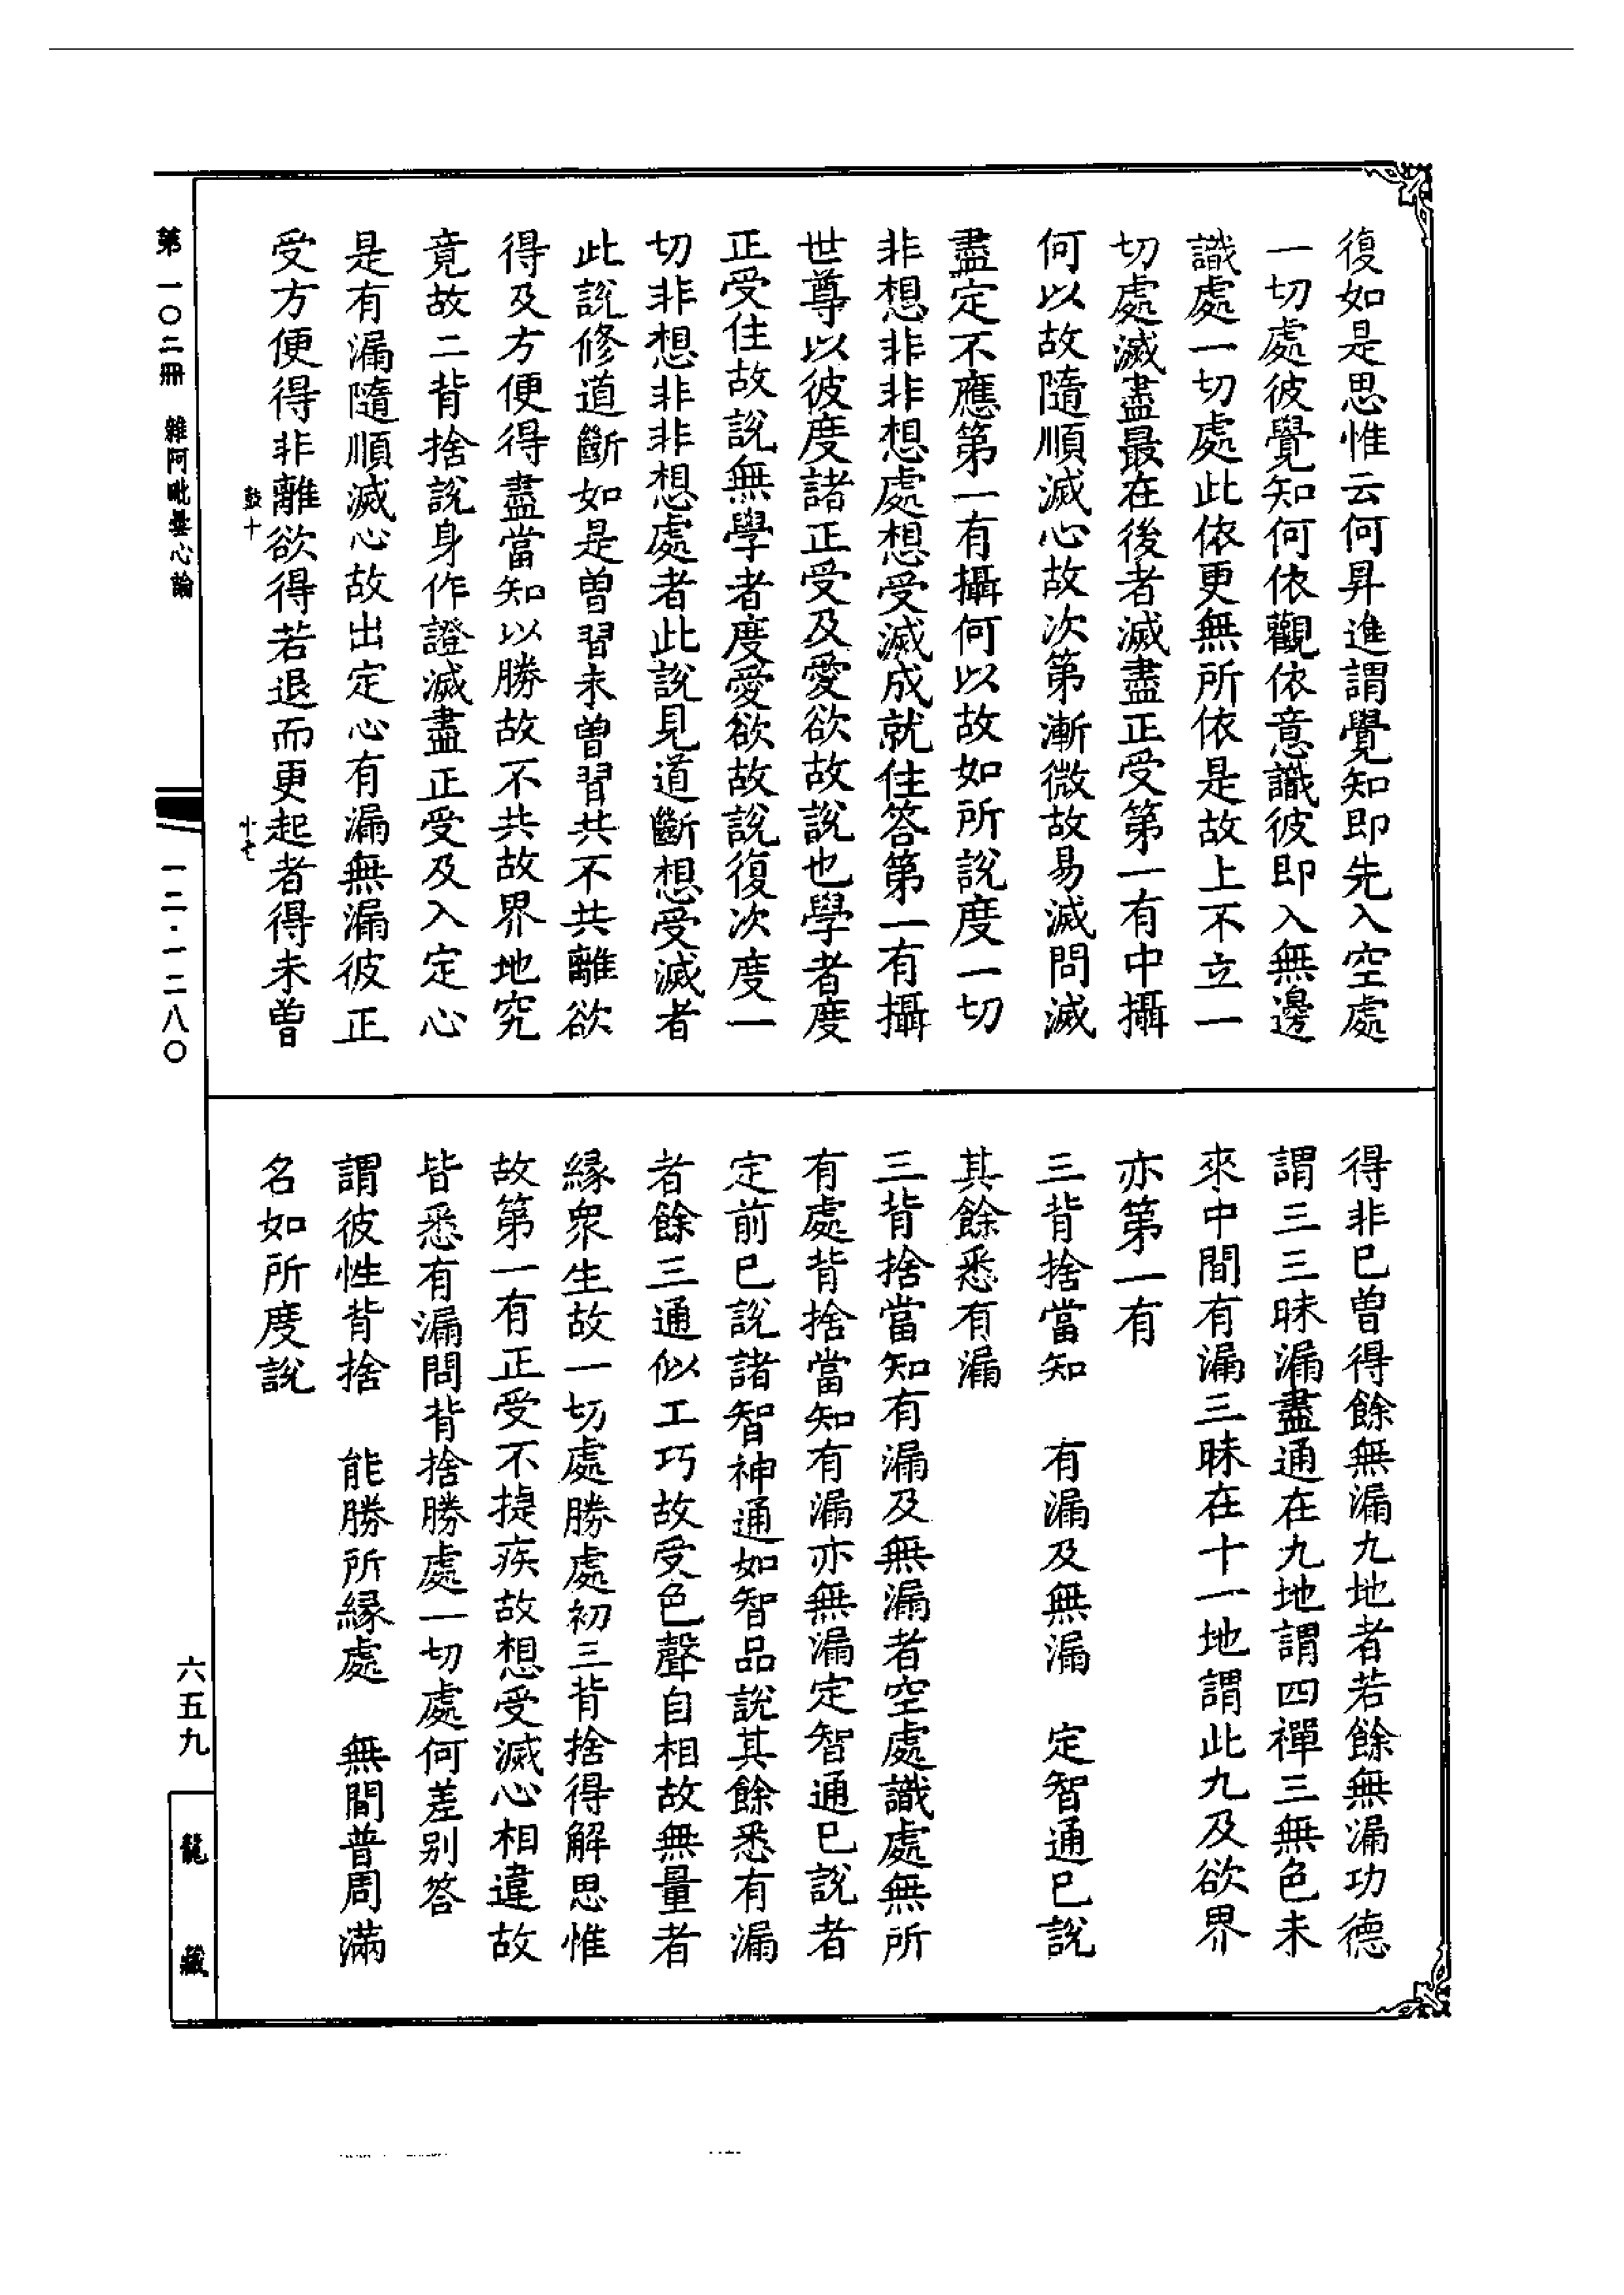 復如是思惟云何昇進謂覺知即先入空處
一切處彼覺知何依觀依意識彼即入無邊
識處一切處此依更無所依是故上不立一
切處滅盡最在後者滅盡正受第一有中攝
何以故隨順滅心故次第漸微故易滅問滅
盡定不應第一有攝何以故如所說度一切
非想非非想處想受滅成就住答第一有攝
世尊以彼度諸正受及愛欲故說也學者度
正受住故說無學者度愛欲故說復次度一
切非想非非想處者此說見道斷想受滅者
此說修道斷如是曽習未曽習共不共離欲
得及方便得盡當知以勝故不共故界地究
竟故二背捨說身作證滅盡正受及入定心
是有漏隨順滅心故出定心有漏無漏彼正
受方便得非離欲得若退而更起者得未曽
得非已曽得餘無漏九地者若餘無漏功德
謂三三昧漏盡通在九地謂四禪三無色未
來中間有漏三昧在十一地謂此九及欲界
亦第一有
三背捨當知　有漏及無漏　定智通已說
其餘悉有漏
三背捨當知有漏及無漏者空處識處無所
有處背捨當知有漏亦無漏定智通已說者
定前已說諸智神通如智品說其餘悉有漏
者餘三通似工巧故受色聲自相故無量者
緣衆生故一切處勝處初三背捨得解思惟
故第一有正受不提疾故想受滅心相違故
皆悉有漏問背捨勝處一切處何差别答
謂彼性背捨　能勝所緣處　無間普周滿
名如所度說
鼓十
十七
第一〇二冊　雜阿毗曇心論
一二·一二八〇
六五九
龍藏